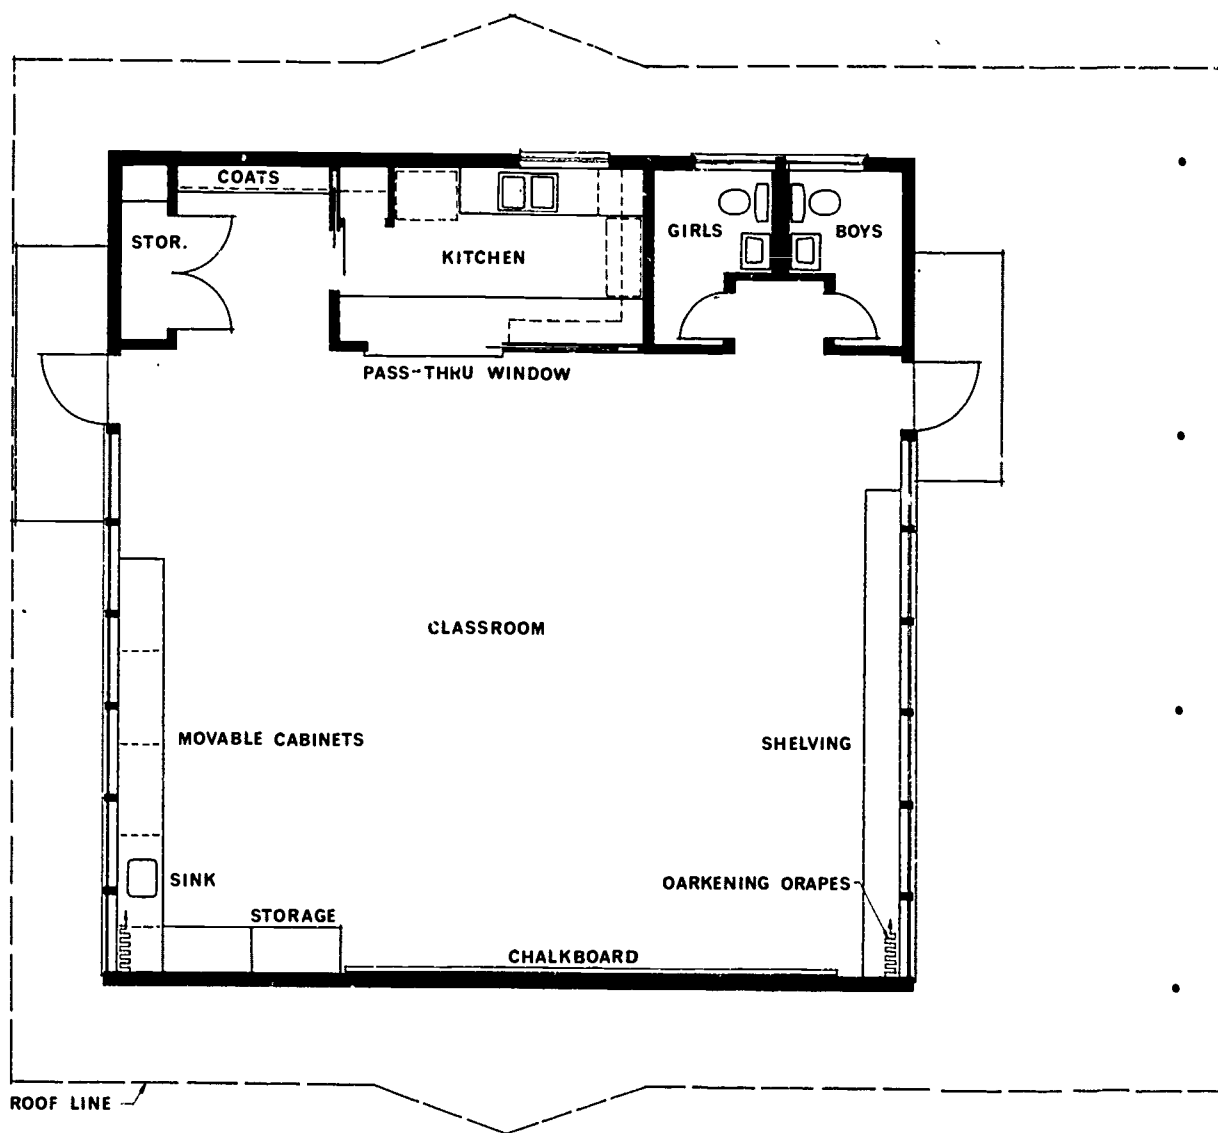 COATS
STOR.
GIRLS
BOYS
KITCHEN
PASS-THRU WINDOW
CLASSROOM
MOVABLE CABINETS
SHELVING
SINK
OARKENING ORAPES
STORAGE
CHALKBOARD
ROOF LINE